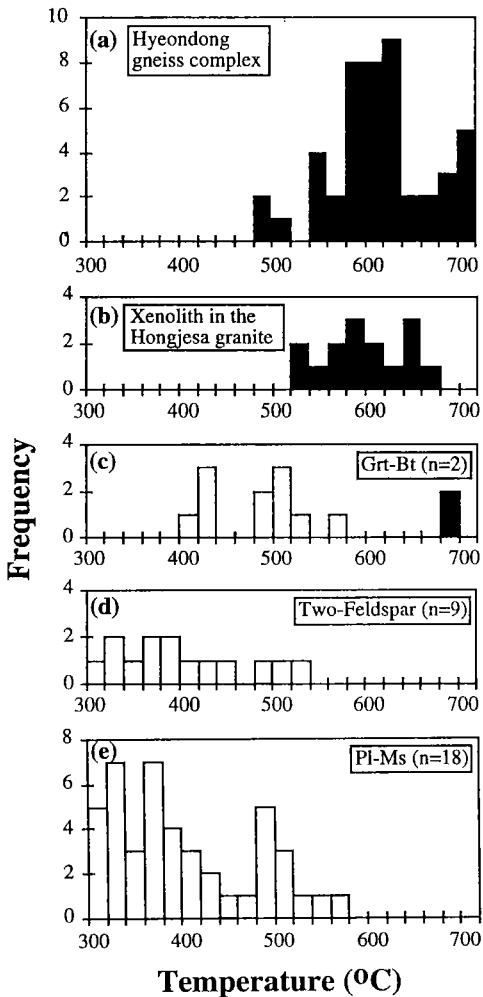 (a)
Hyeondong
gneiss complex
10
8
6
4
2
0
300 400 500 600 700
(b)
Xenolith in the
Hongjesa granite
4
2
0
300 400 500 600 700
(c)
Grt-Bt (n=2)
4
2
0
300 400 500 600 700
(d)
Two-Feldspar (n=9)
4
2
0
300 400 500 600 700
(e)
Pl-Ms (n=18)
8
6
4
2
0
300 400 500 600 700
Frequency
Temperature (°C)